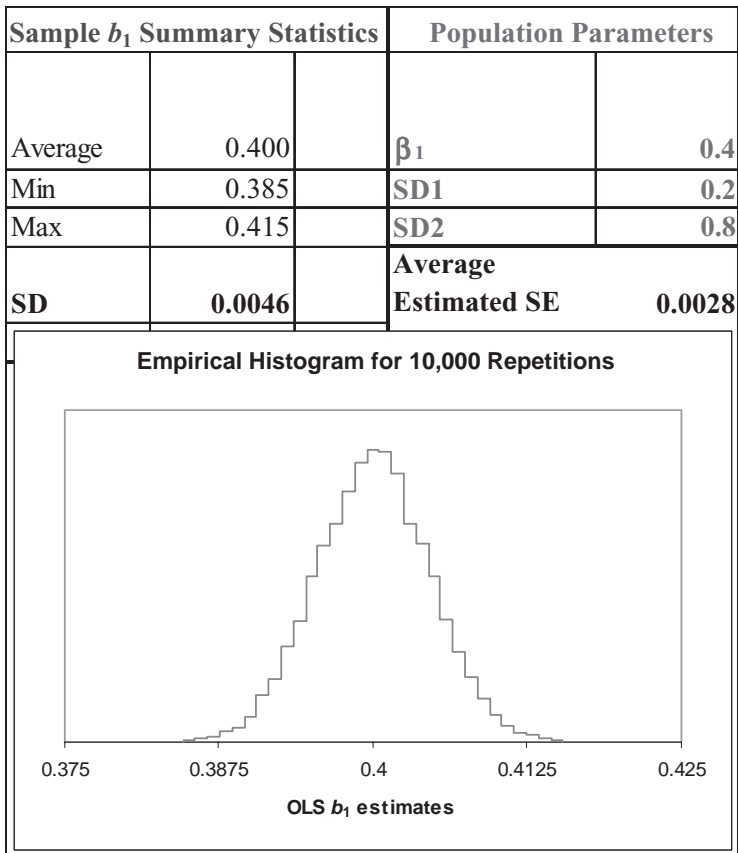 Sample b₁ Summary Statistics Population Parameters
Average 0.400 β₁ 0.4
Min 0.385 SD1 0.2
Max 0.415 SD2 0.8
Average
SD 0.0046 Estimated SE 0.0028
Empirical Histogram for 10,000 Repetitions
0.375 0.3875 0.4 0.4125 0.425
OLS b₁ estimates